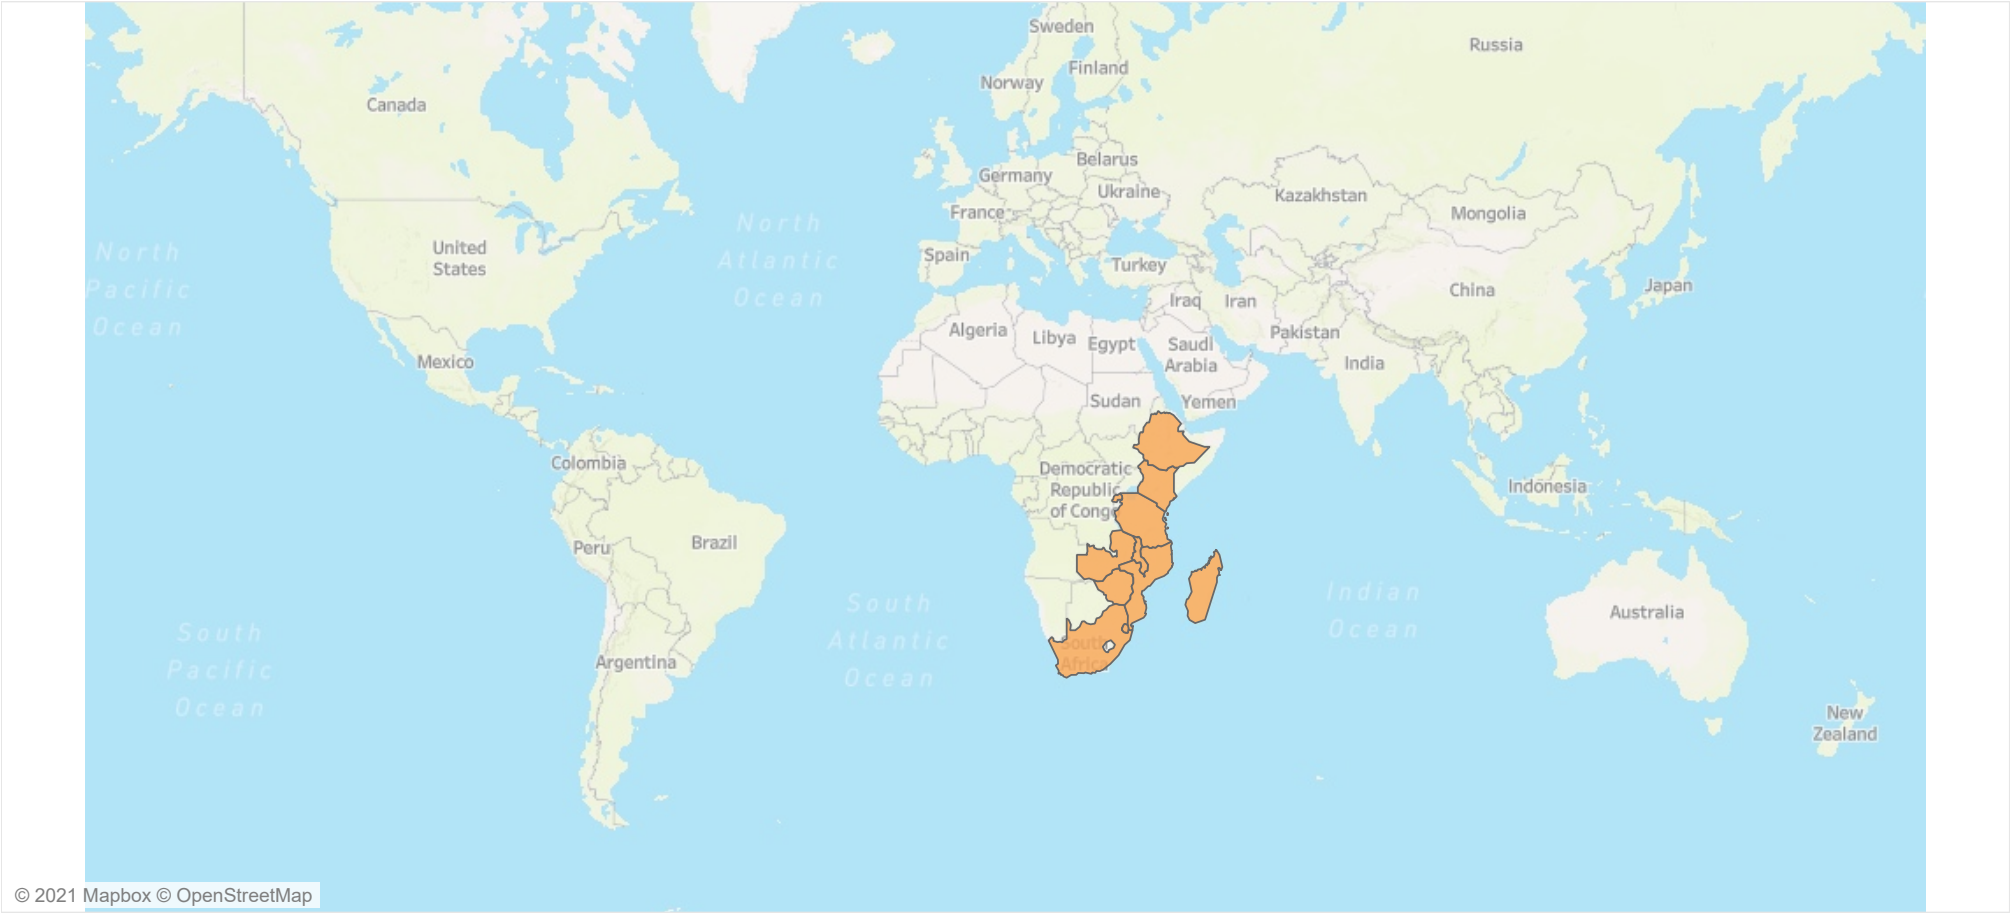 Sweden
Russia
Finland
Norway
Canada
Belarus
Germany
Ukraine
Kazakhstan
France
Mongolia
North
Atlantic
Ocean
North
Pacific
Ocean
United
States
Spain
Turkey
China
Japan
Iraq
Iran
Algeria
Libya
Egypt
Pakistan
Saudi
Arabia
India
Mexico
Sudan
Yemen
Colombia
Democratic
Republic
of Congo
Indonesia
Peru
Brazil
South
Atlantic
Ocean
Indian
Ocean
Australia
South
Pacific
Ocean
South
Africa
Argentina
New
Zealand
© 2021 Mapbox © OpenStreetMap